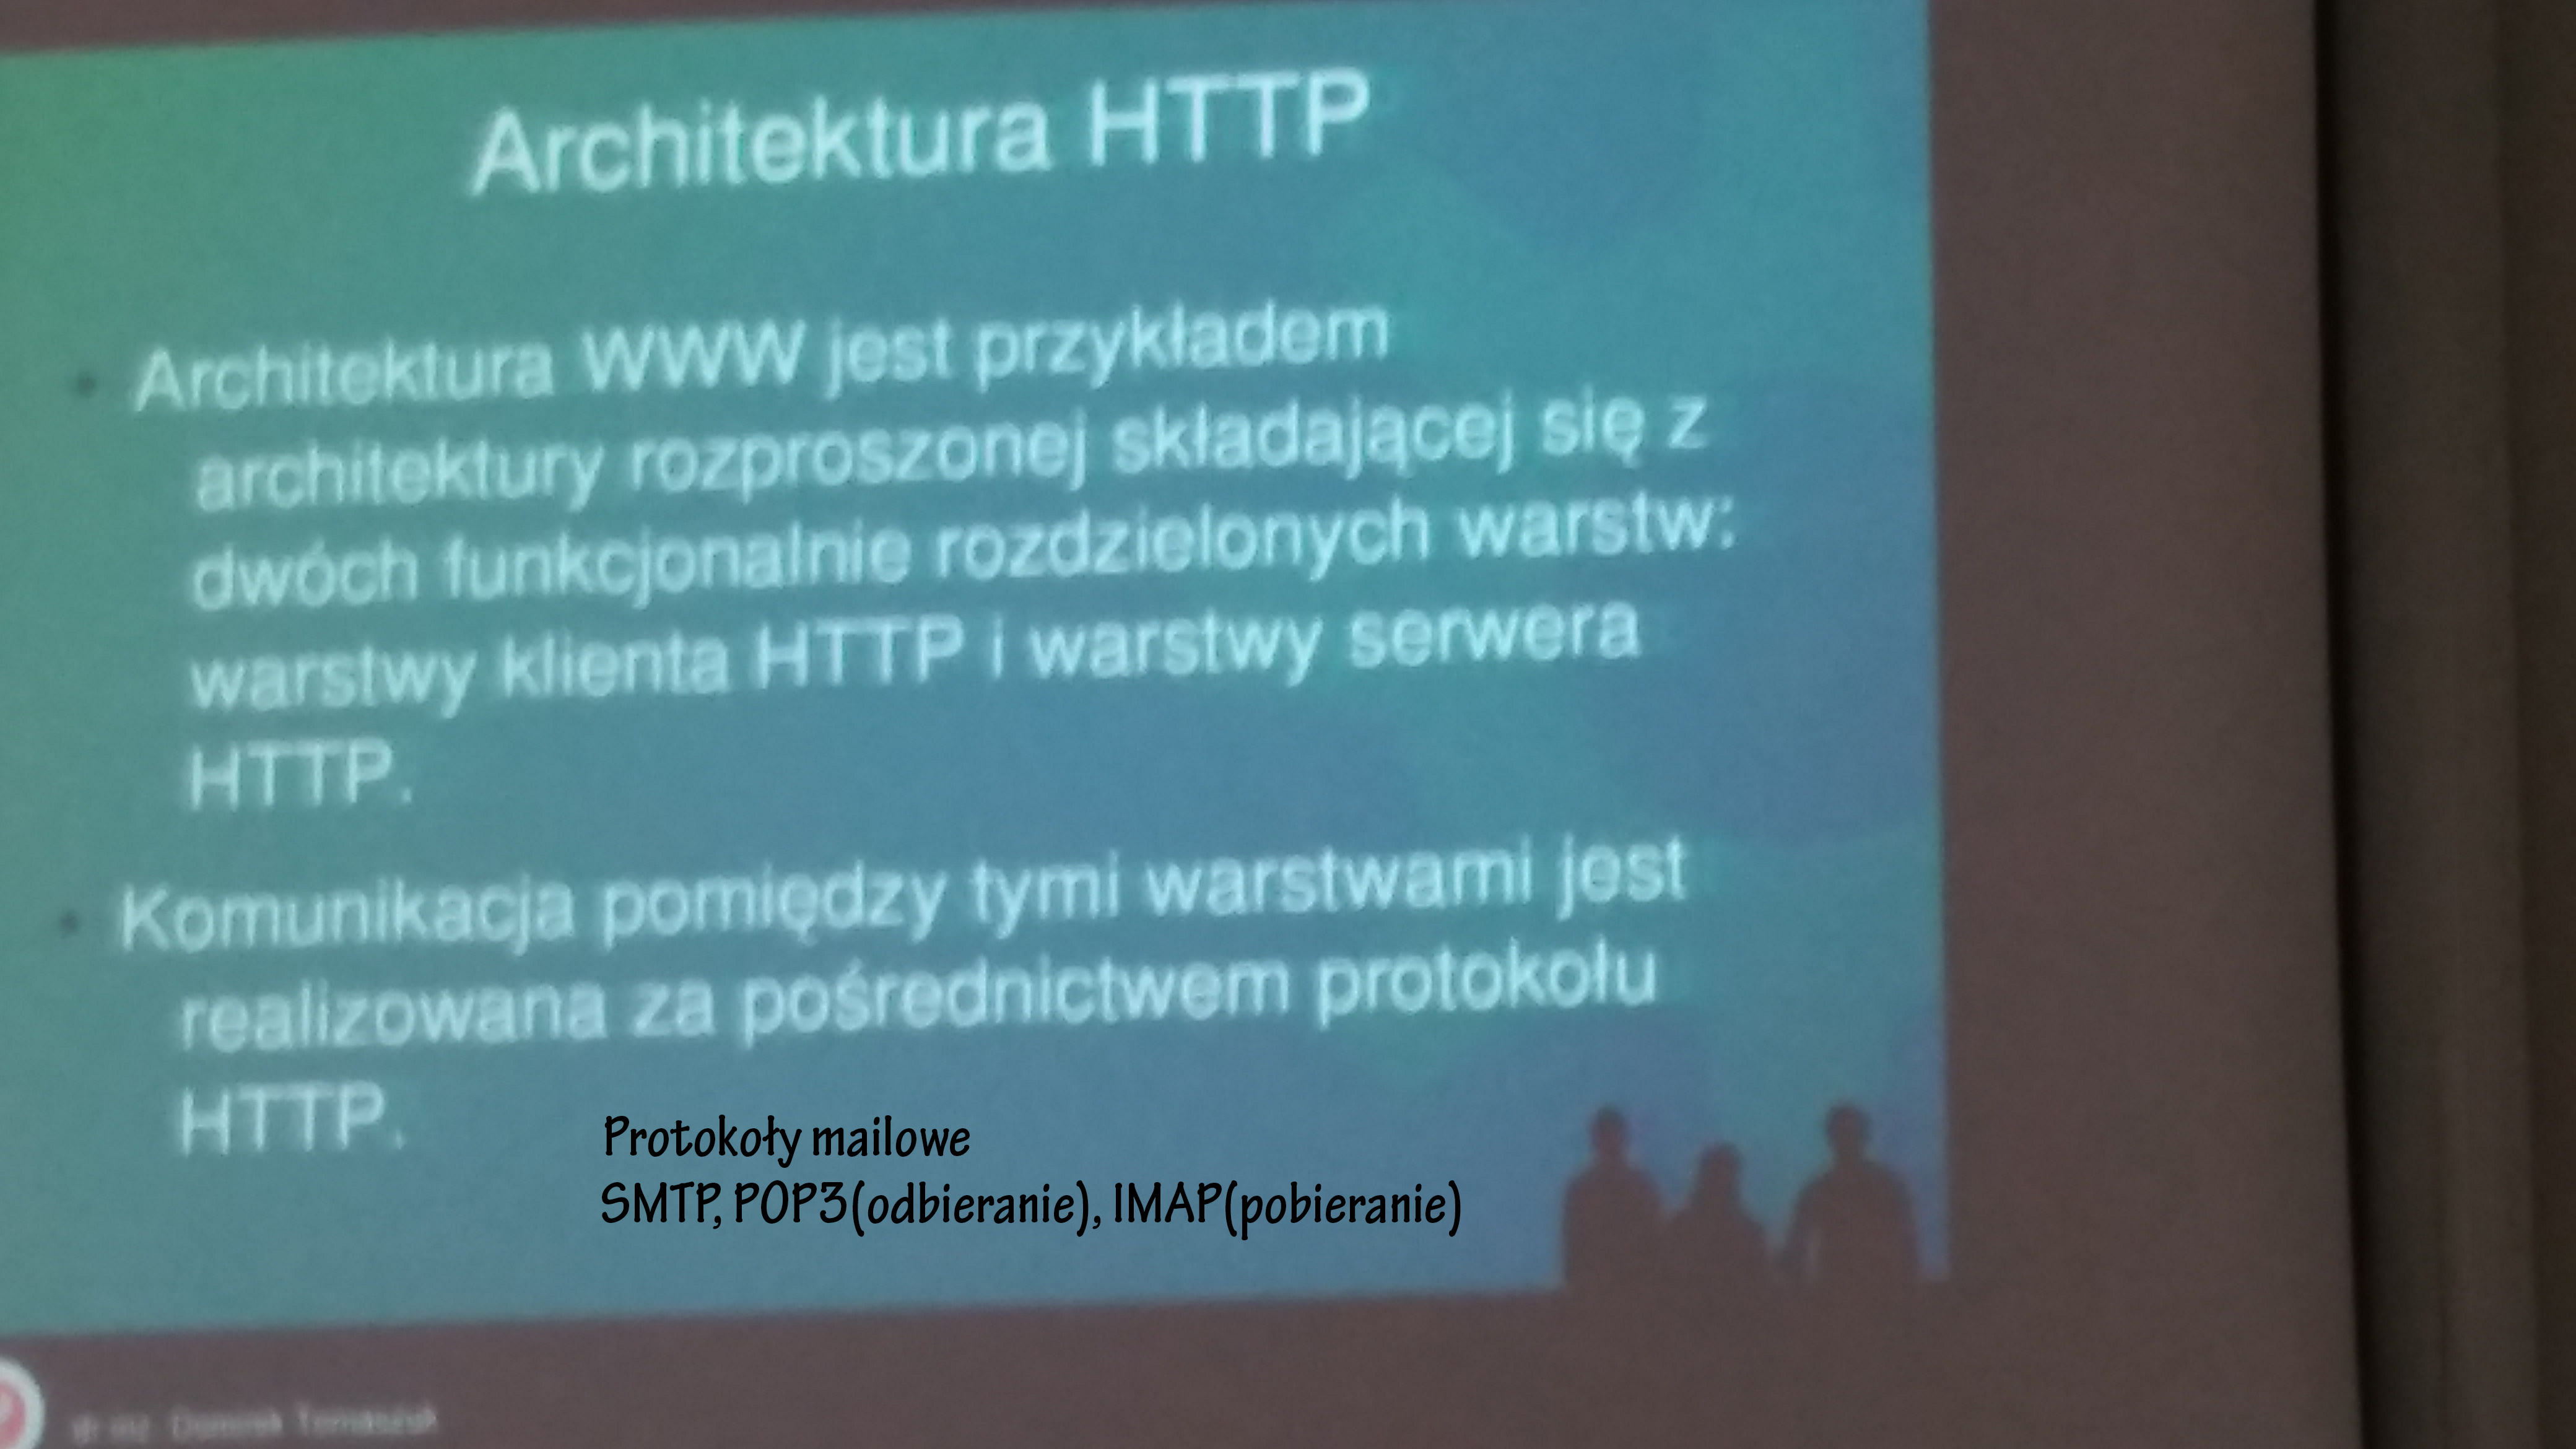 Architektura HTTP
• Architektura WWW jest przykładem
architektury rozproszonej składającej się z
dwóch funkcjonalnie rozdzielonych warstw:
warstwy klienta HTTP i warstwy serwera
HTTP.
• Komunikacja pomiędzy tymi warstwami jest
realizowana za pośrednictwem protokołu
HTTP.
Protokoły mailowe
SMTP, POP3(odbieranie), IMAP(pobieranie)
dr inż. Dominik Tomaszuk